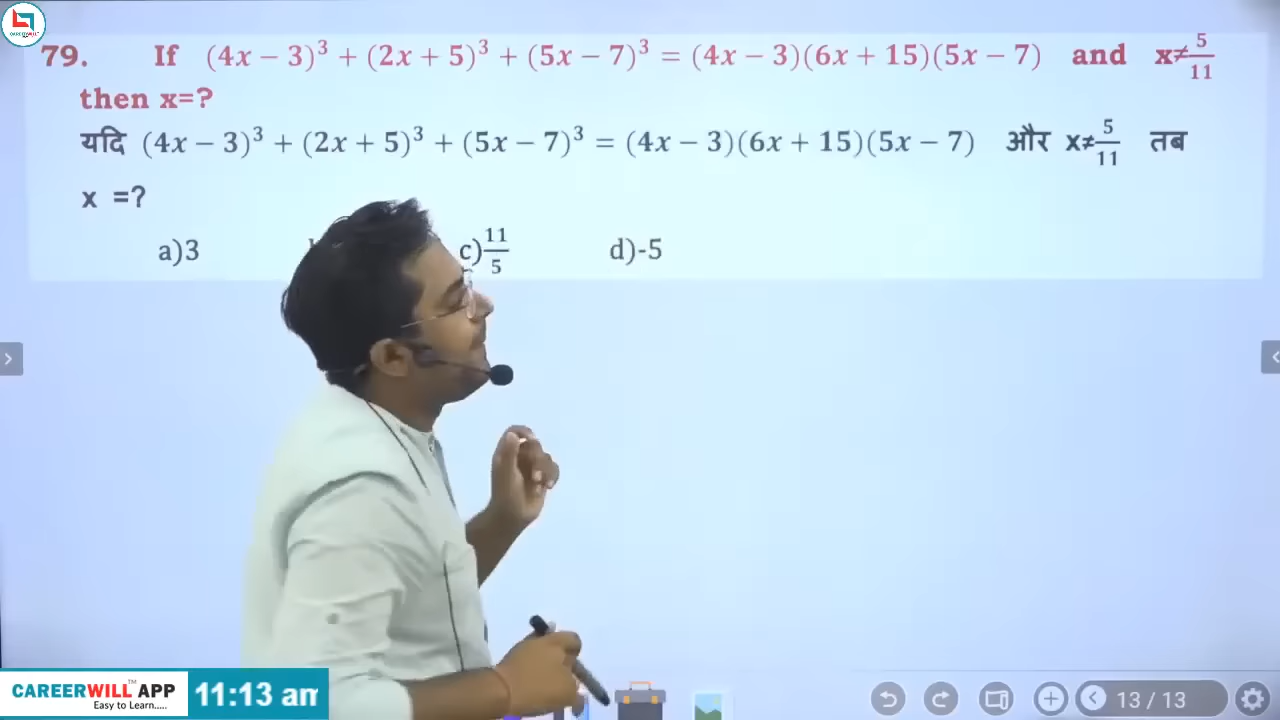 CAREERWILL
79. If (4x − 3)³ + (2x + 5)³ + (5x − 7)³ = (4x − 3)(6x + 15)(5x − 7) and x≠5/11
then x=?
यदि (4x − 3)³ + (2x + 5)³ + (5x − 7)³ = (4x − 3)(6x + 15)(5x − 7) और x≠5/11 तब
x =?
a)3 c)11/5 d)-5
CAREERWILL™ APP
Easy to Learn.....
11:13 am
13 / 13